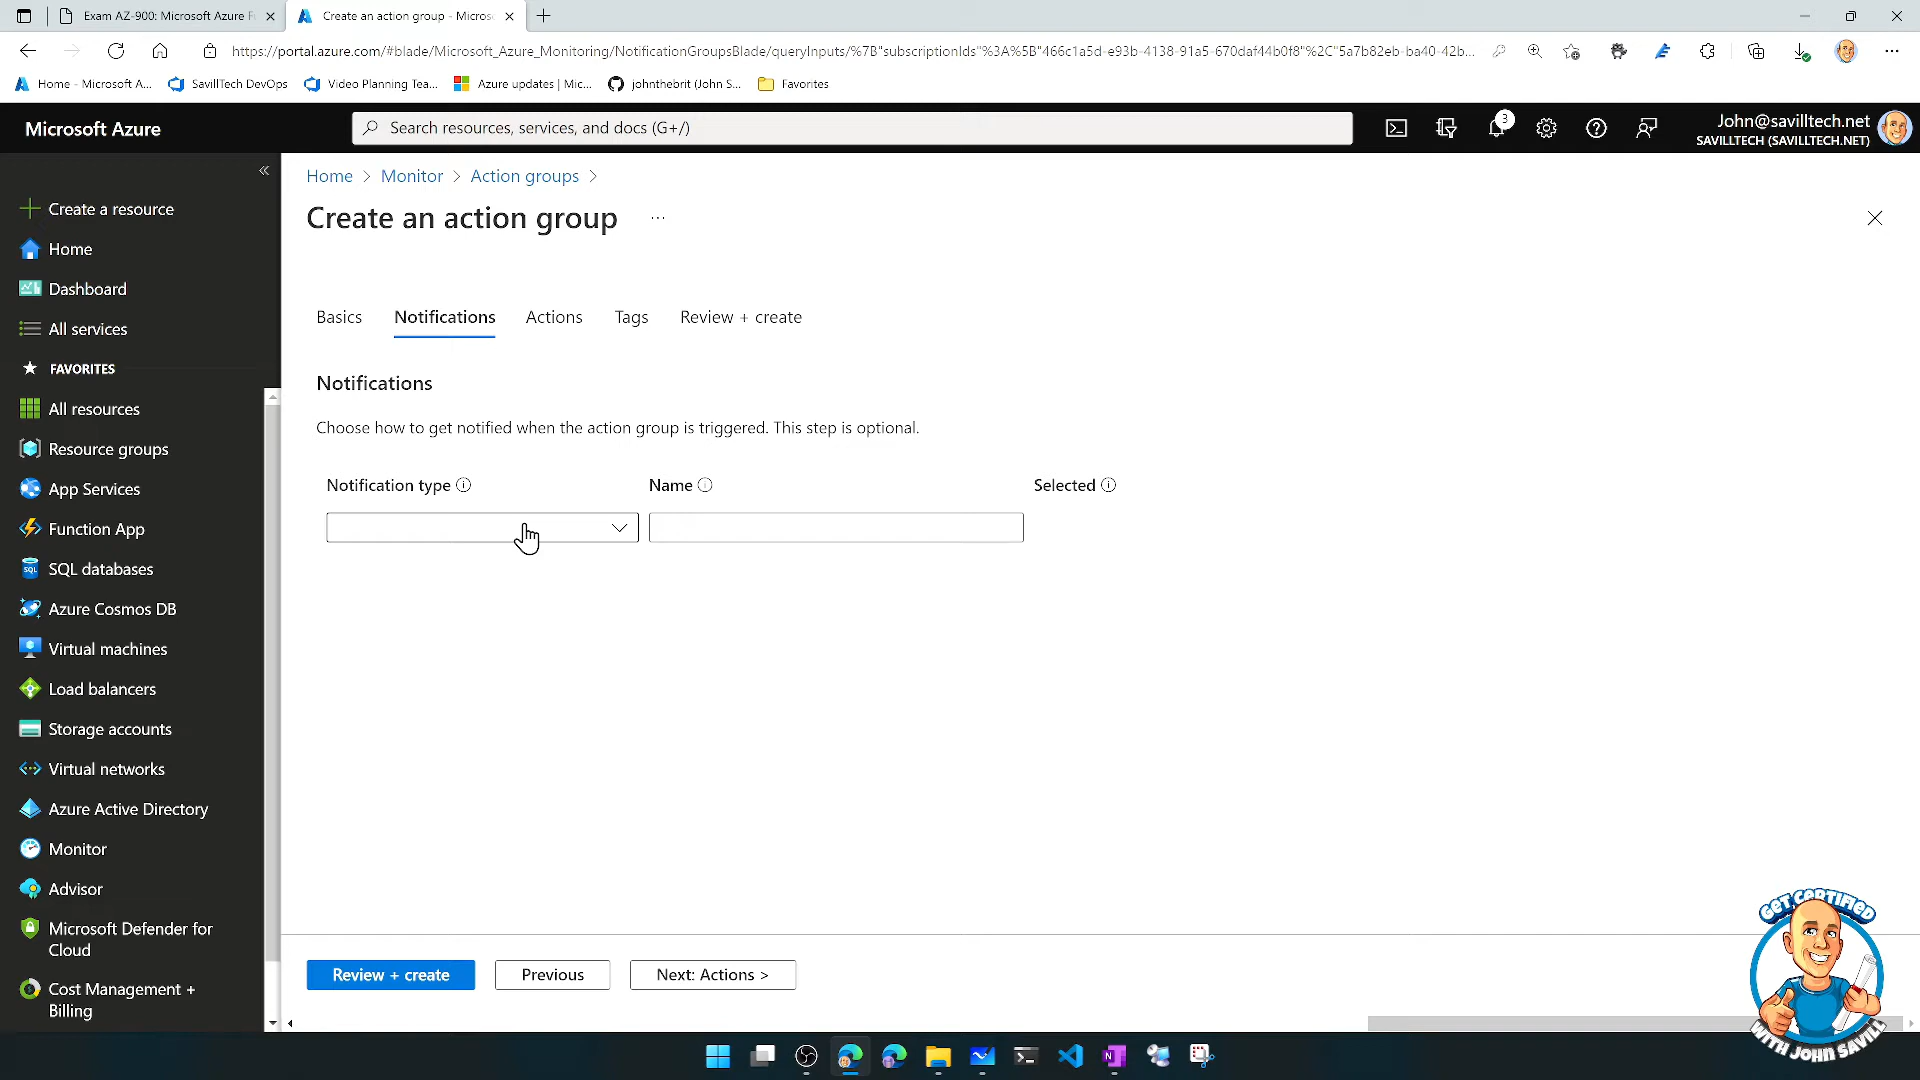 Exam AZ-900: Microsoft Azure F
Create an action group - Micros
https://portal.azure.com/#blade/Microsoft_Azure_Monitoring/NotificationGroupsBlade/queryInputs/%7B"subscriptionIds"%3A%5B"466c1a5d-e93b-4138-91a5-670daf44b0f8"%2C"5a7b82eb-ba40-42b...
Home - Microsoft A...
SavillTech DevOps
Video Planning Tea...
Azure updates | Mic...
johnthebrit (John S...
Favorites
Microsoft Azure
Search resources, services, and docs (G+/)
3
John@savilltech.net
SAVILLTECH (SAVILLTECH.NET)
Create a resource
Home
Dashboard
All services
FAVORITES
All resources
Resource groups
App Services
Function App
SQL databases
Azure Cosmos DB
Virtual machines
Load balancers
Storage accounts
Virtual networks
Azure Active Directory
Monitor
Advisor
Microsoft Defender for
Cloud
Cost Management +
Billing
Home > Monitor > Action groups >
Create an action group ...
Basics
Notifications
Actions
Tags
Review + create
Notifications
Choose how to get notified when the action group is triggered. This step is optional.
Notification type
Name
Selected
Review + create
Previous
Next: Actions >
GET CERTIFIED
WITH JOHN SAVILL